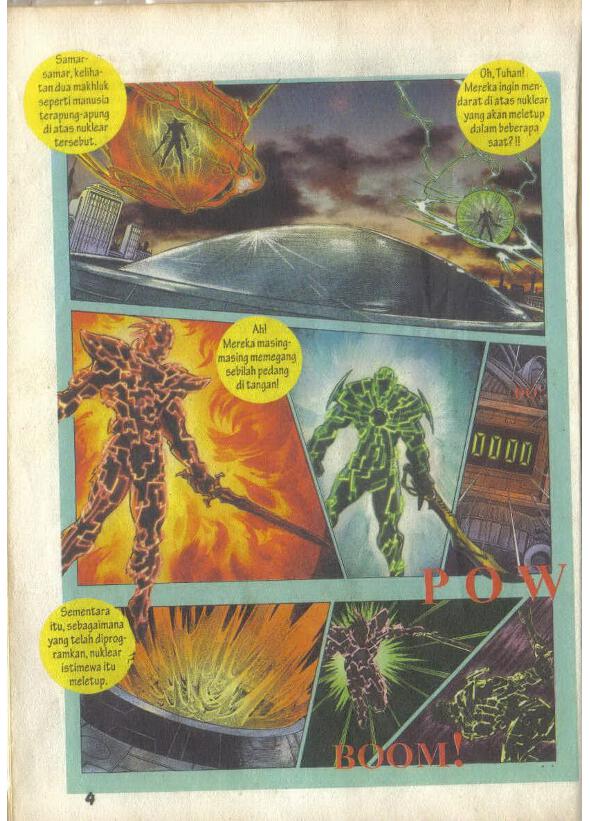 Samar-
samar, keliha-
tan dua makhluk
seperti manusia
terapung-apung
di atas nuklear
tersebut.
Oh, Tuhan!
Mereka ingin men-
darat di atas nuklear
yang akan meletup
dalam beberapa
saat?!!
Ah!
Mereka masing-
masing memegang
sebilah pedang
di tangan!
0000
POW
Sementara
itu, sebagaimana
yang telah diprog-
ramkan, nuklear
istimewa itu
meletup.
BOOM!
4